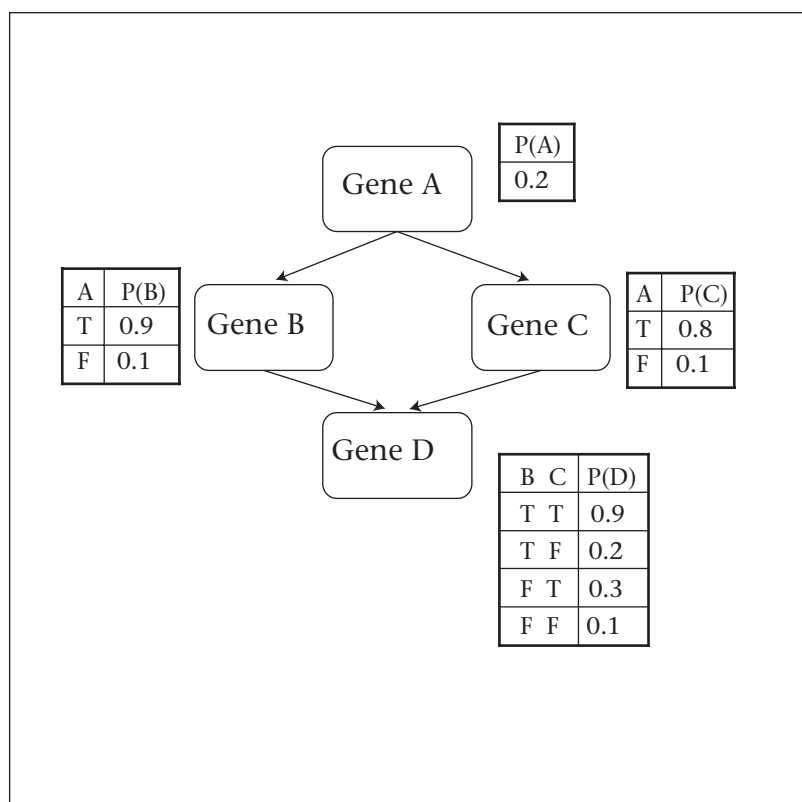 P(A)
0.2
Gene A
A P(B)
T 0.9
F 0.1
Gene B
Gene C
A P(C)
T 0.8
F 0.1
Gene D
B C P(D)
T T 0.9
T F 0.2
F T 0.3
F F 0.1